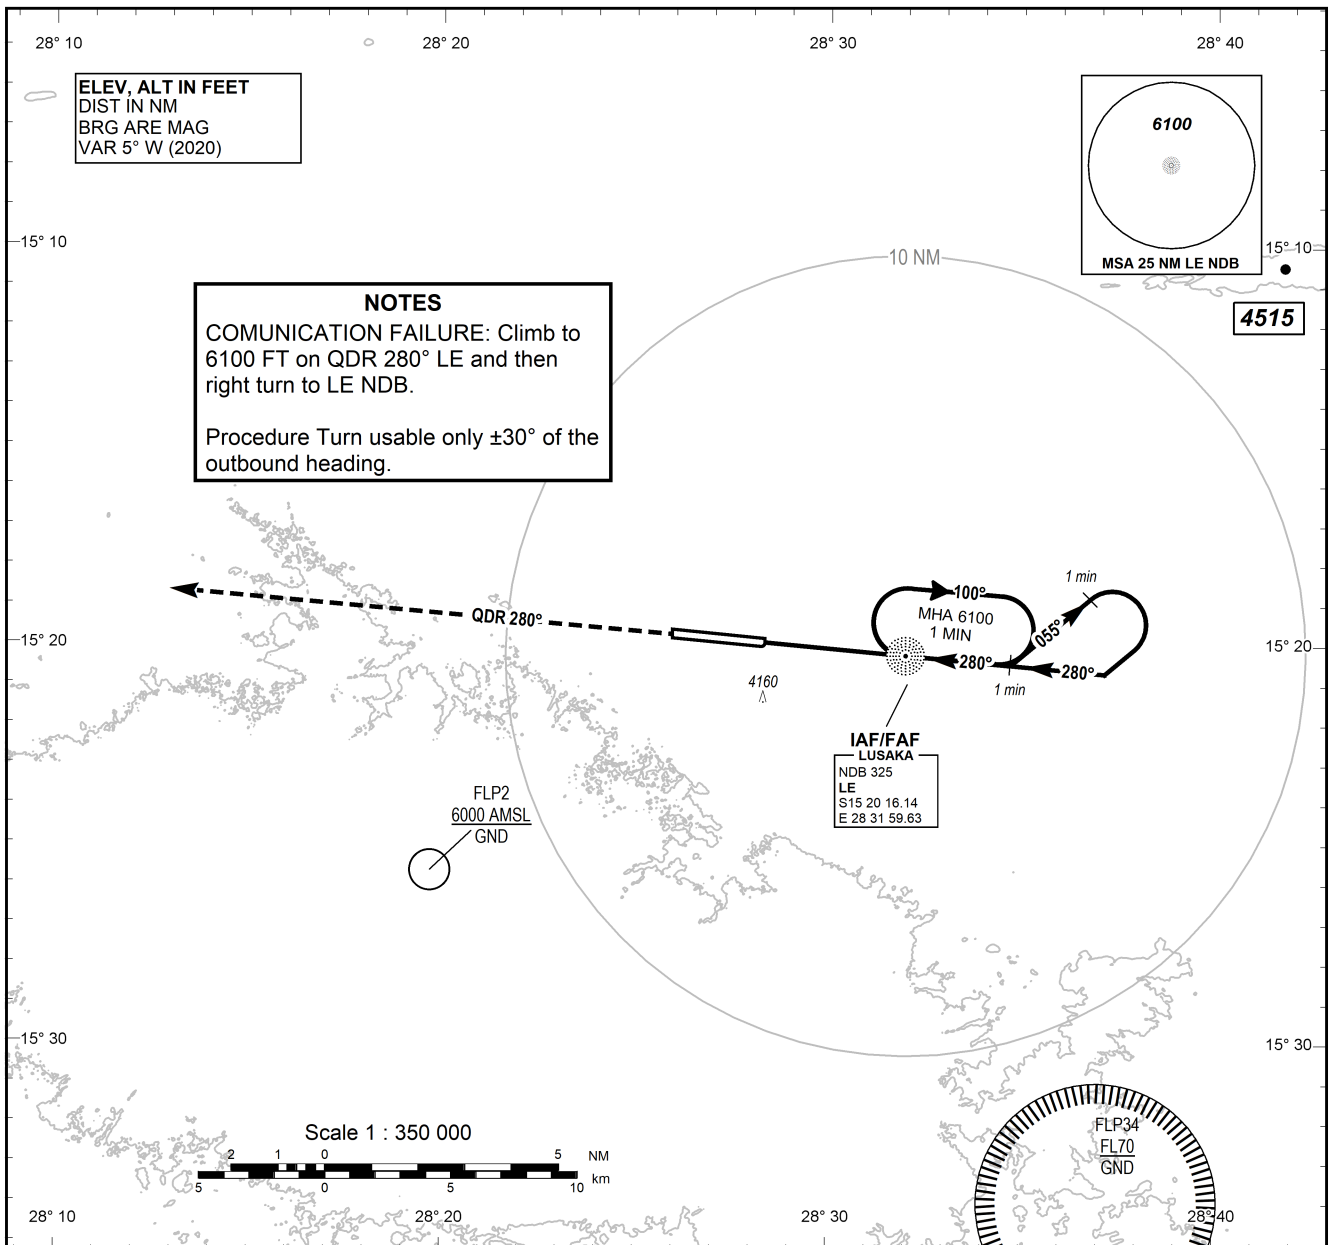 28° 10
28° 20
28° 30
28° 40
ELEV, ALT IN FEET
DIST IN NM
BRG ARE MAG
VAR 5° W (2020)
6100
MSA 25 NM LE NDB
15° 10
15° 10
10 NM
4515
NOTES
COMUNICATION FAILURE: Climb to
6100 FT on QDR 280° LE and then
right turn to LE NDB.
Procedure Turn usable only ±30° of the
outbound heading.
1 min
100°
MHA 6100
1 MIN
055°
QDR 280°
15° 20
15° 20
280°
280°
1 min
4160
IAF/FAF
LUSAKA
NDB 325
LE
S15 20 16.14
E 28 31 59.63
FLP2
6000 AMSL
GND
15° 30
15° 30
FLP34
FL70
GND
Scale 1 : 350 000
2 1 0 5 NM
5 0 5 10 km
28° 10
28° 20
28° 30
28° 40